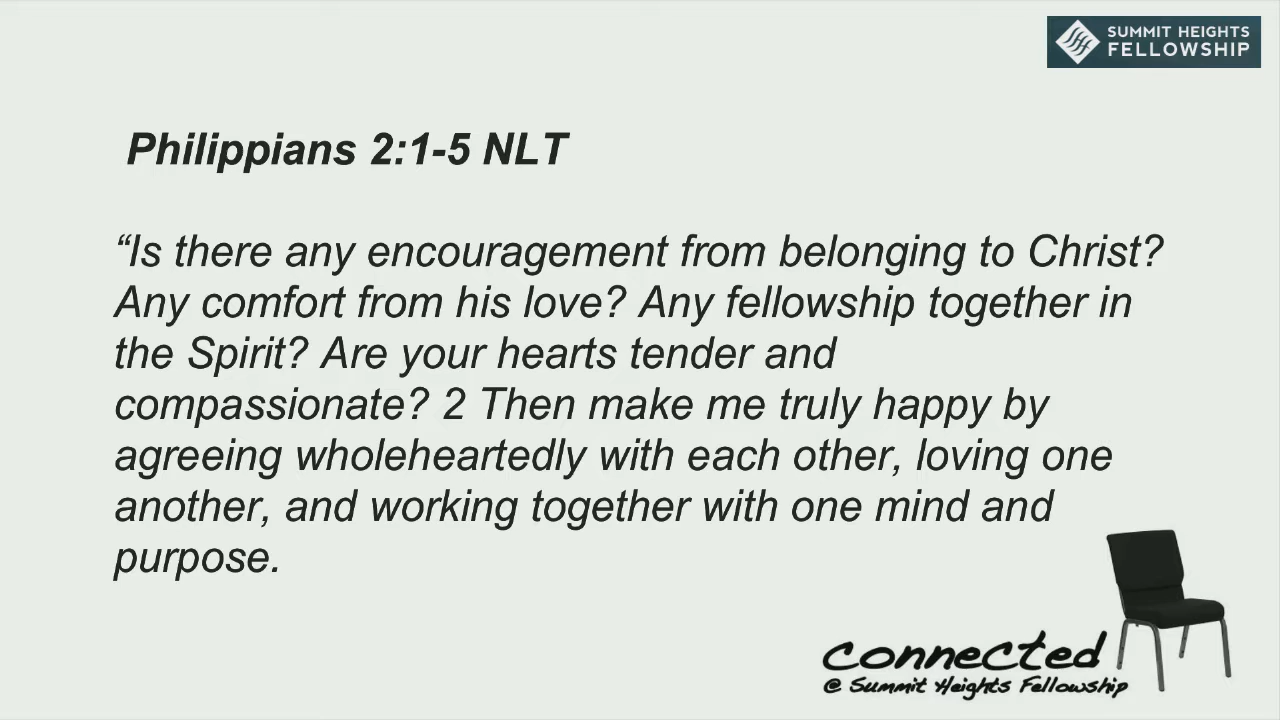 SUMMIT HEIGHTS
FELLOWSHIP
Philippians 2:1-5 NLT
“Is there any encouragement from belonging to Christ?
Any comfort from his love? Any fellowship together in
the Spirit? Are your hearts tender and
compassionate? 2 Then make me truly happy by
agreeing wholeheartedly with each other, loving one
another, and working together with one mind and
purpose.
connected
@ Summit Heights Fellowship